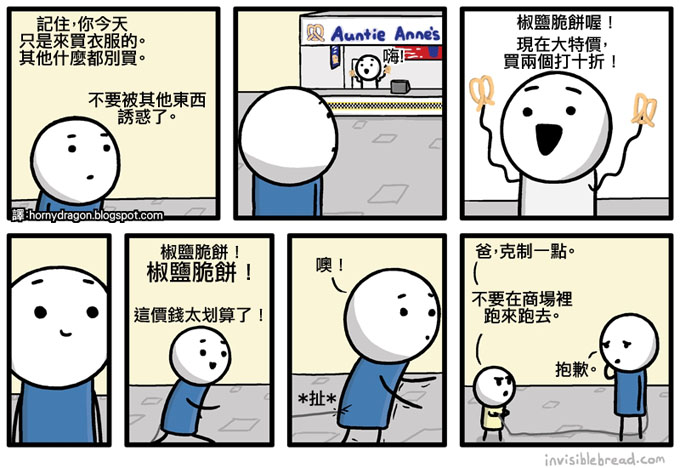 記住，你今天
只是來買衣服的。
其他什麼都別買。
不要被其他東西
誘惑了。
譯:hornydragon.blogspot.com
Auntie Anne's
嗨!
椒鹽脆餅喔！
現在大特價，
買兩個打十折！
椒鹽脆餅！
椒鹽脆餅！
這價錢太划算了！
噢！
*扯*
爸，克制一點。
不要在商場裡
跑來跑去。
抱歉。
invisiblebread.com